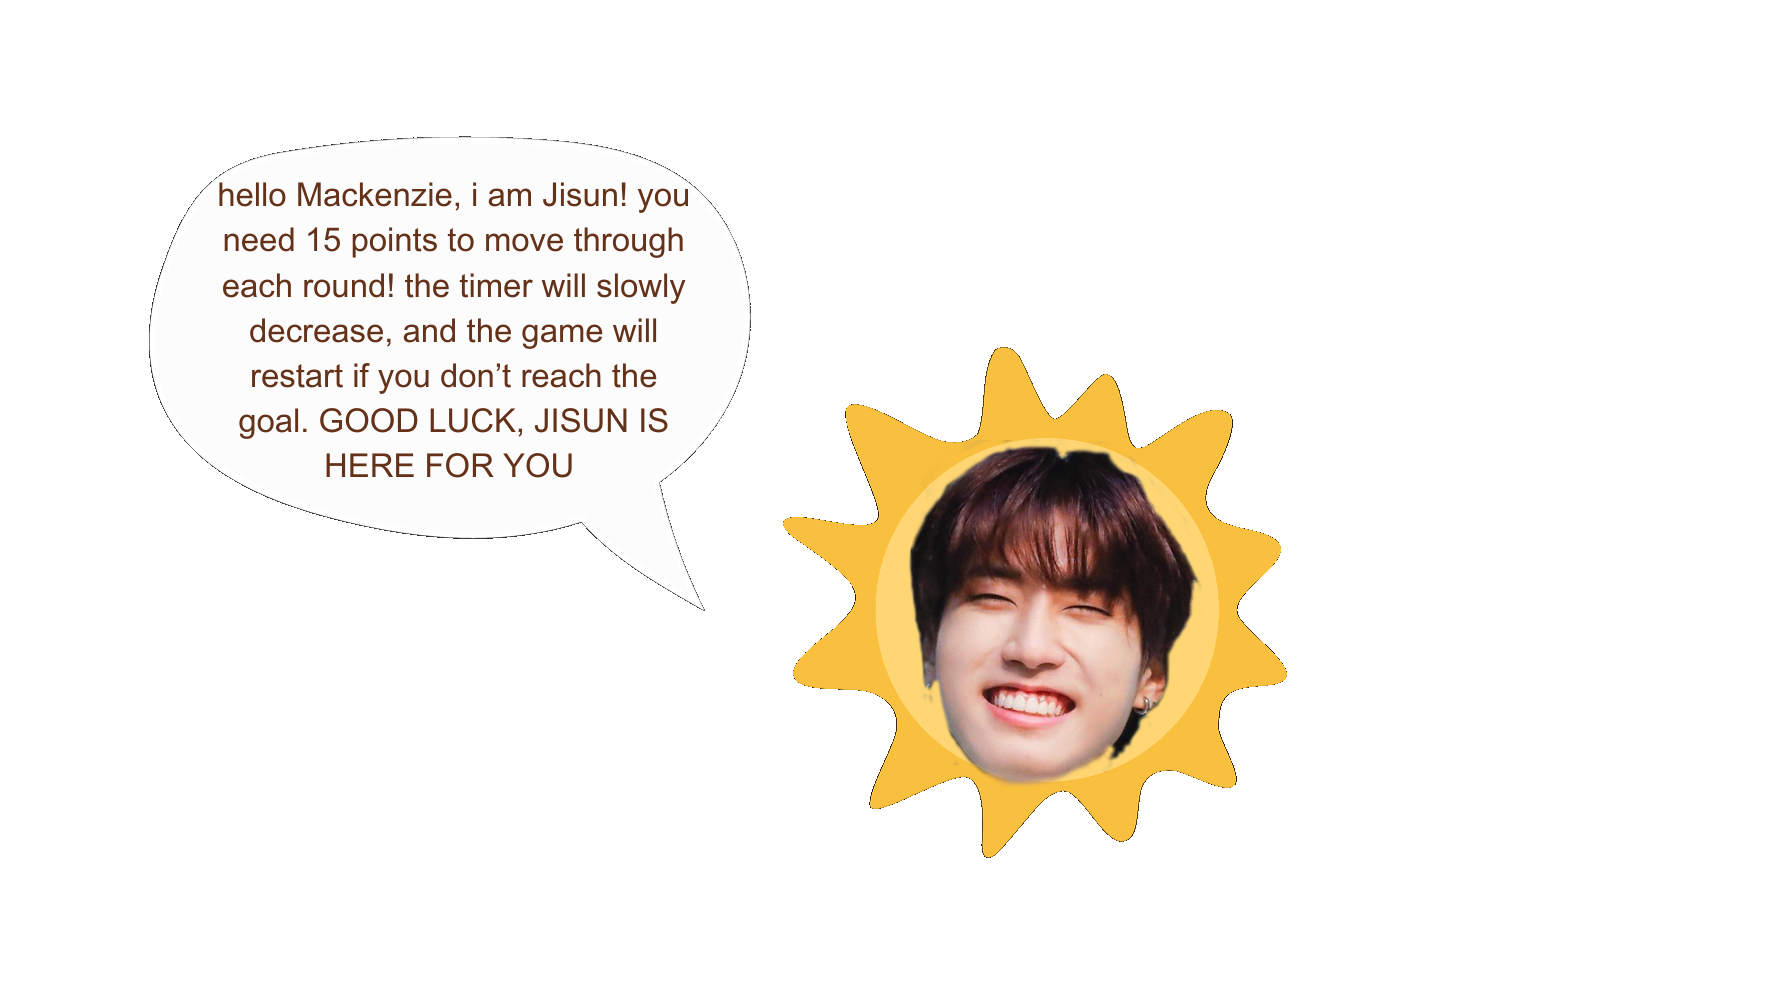 hello Mackenzie, i am Jisun! you
need 15 points to move through
each round! the timer will slowly
decrease, and the game will
restart if you don’t reach the
goal. GOOD LUCK, JISUN IS
HERE FOR YOU